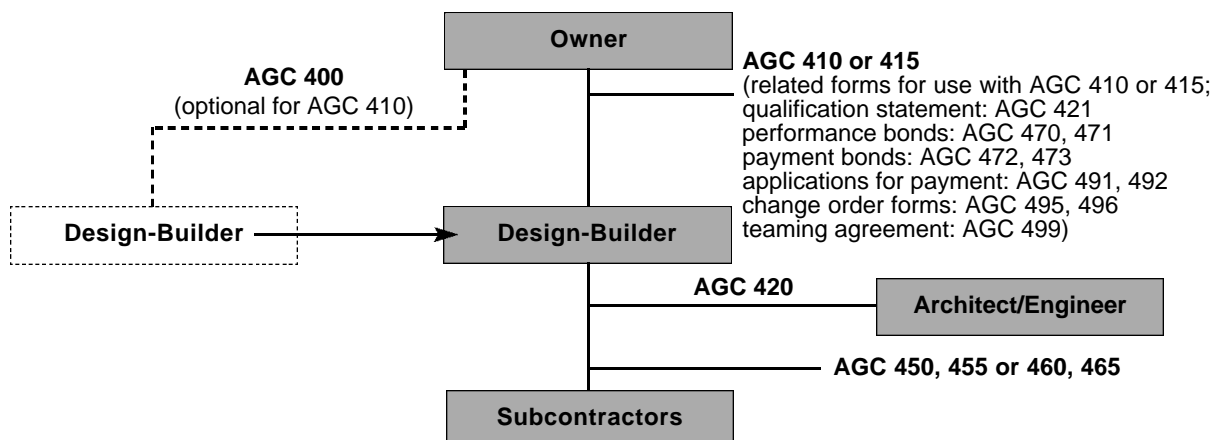 Owner
AGC 400
(optional for AGC 410)
AGC 410 or 415
(related forms for use with AGC 410 or 415;
qualification statement: AGC 421
performance bonds: AGC 470, 471
payment bonds: AGC 472, 473
applications for payment: AGC 491, 492
change order forms: AGC 495, 496
teaming agreement: AGC 499)
Design-Builder
Design-Builder
AGC 420
Architect/Engineer
AGC 450, 455 or 460, 465
Subcontractors